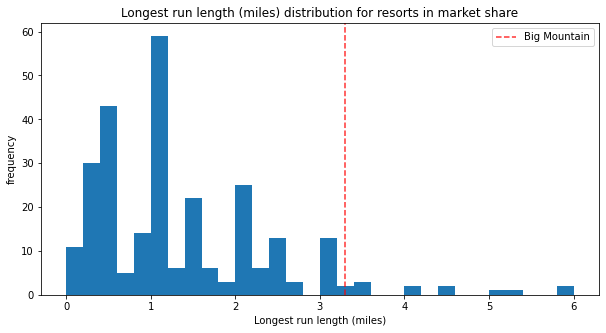 Longest run length (miles) distribution for resorts in market share
Big Mountain
60
50
40
30
20
10
0
frequency
0 1 2 3 4 5 6
Longest run length (miles)